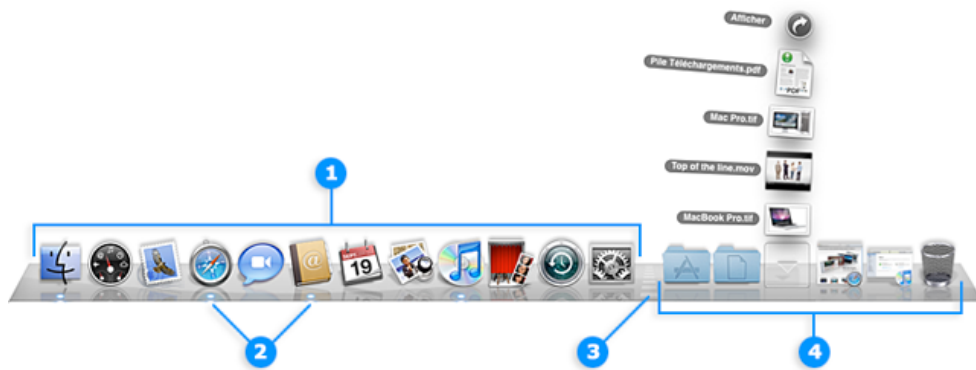 Afficher
Pile Téléchargements.pdf
PDF
Mac Pro.tif
Top of the line.mov
MacBook Pro.tif
1
19
2
3
4